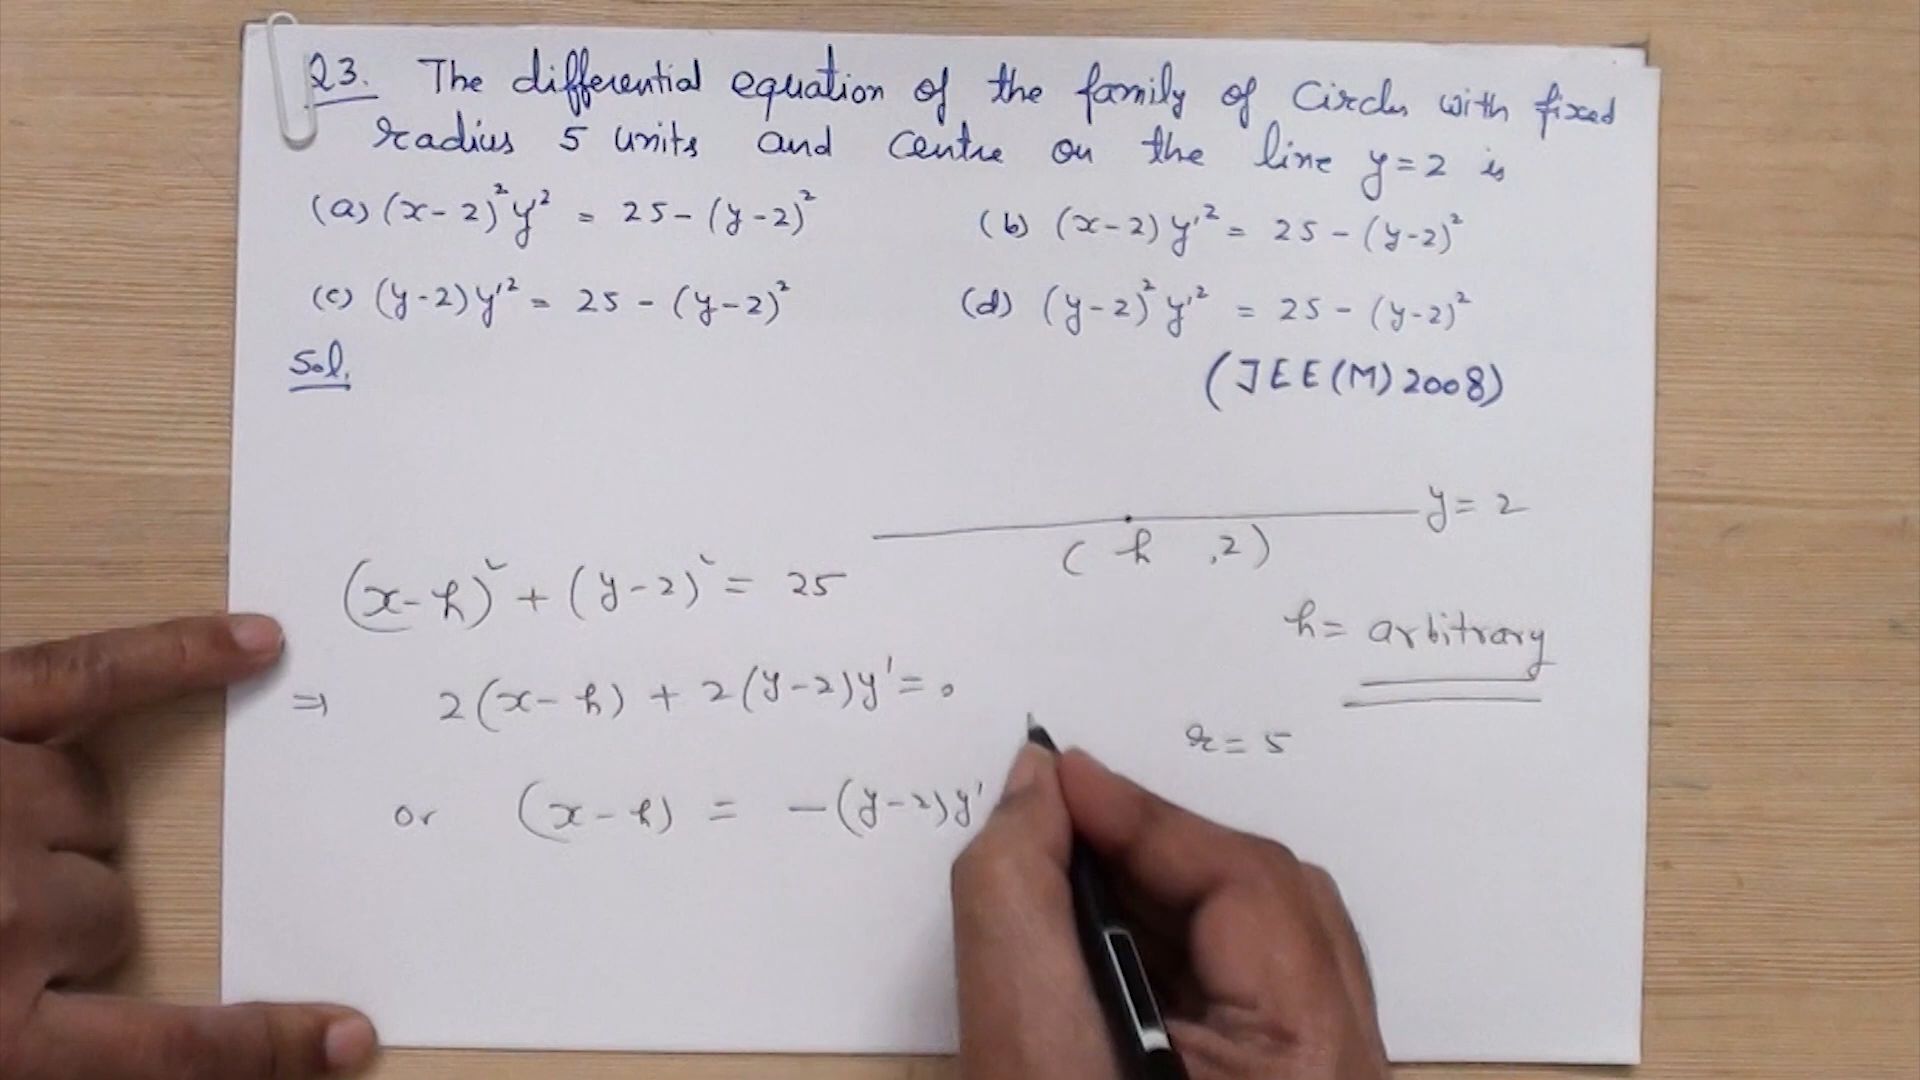 Q3. The differential equation of the family of Circles with fixed
radius 5 units and Centre on the line y=2 is
(a) (x-2)²y² = 25-(y-2)²
(b) (x-2)y'² = 25-(y-2)²
(c) (y-2)y'² = 25-(y-2)²
(d) (y-2)²y'² = 25-(y-2)²
Sol.
(JEE(M) 2008)
y=2
(h ,2)
(x-h)²+(y-2)²= 25
h= arbitrary
⇒ 2(x-h) + 2(y-2)y'=0
r=5
or (x-h) = -(y-2)y'